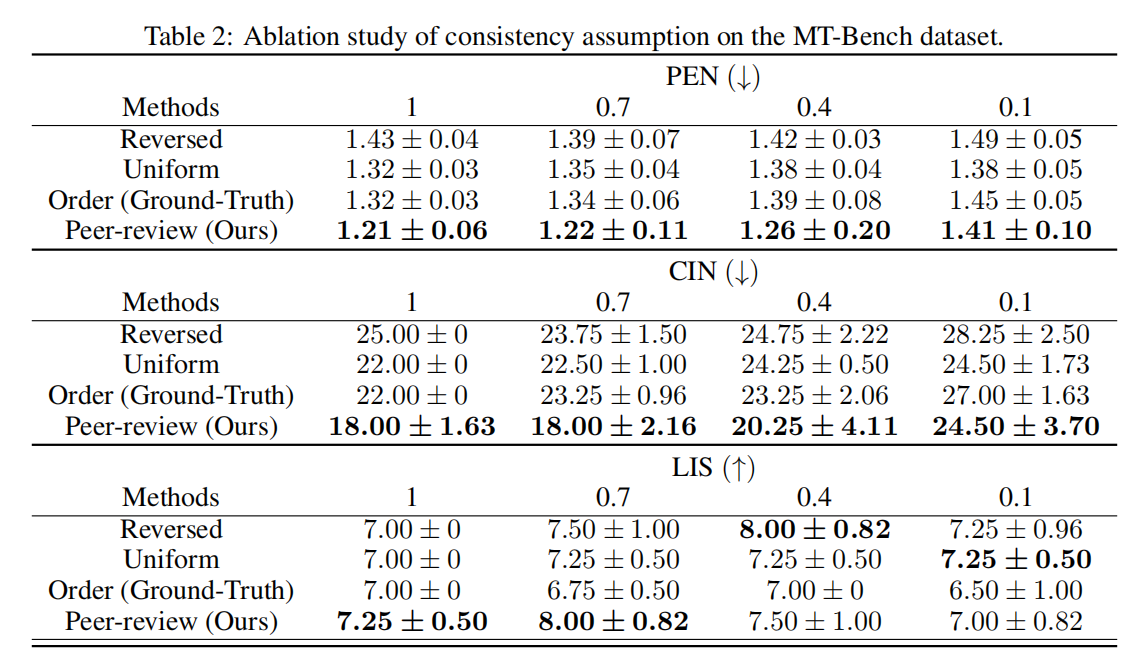 Table 2: Ablation study of consistency assumption on the MT-Bench dataset.
PEN (↓)
Methods 1 0.7 0.4 0.1
Reversed 1.43 ± 0.04 1.39 ± 0.07 1.42 ± 0.03 1.49 ± 0.05
Uniform 1.32 ± 0.03 1.35 ± 0.04 1.38 ± 0.04 1.38 ± 0.05
Order (Ground-Truth) 1.32 ± 0.03 1.34 ± 0.06 1.39 ± 0.08 1.45 ± 0.05
Peer-review (Ours) 1.21 ± 0.06 1.22 ± 0.11 1.26 ± 0.20 1.41 ± 0.10
CIN (↓)
Methods 1 0.7 0.4 0.1
Reversed 25.00 ± 0 23.75 ± 1.50 24.75 ± 2.22 28.25 ± 2.50
Uniform 22.00 ± 0 22.50 ± 1.00 24.25 ± 0.50 24.50 ± 1.73
Order (Ground-Truth) 22.00 ± 0 23.25 ± 0.96 23.25 ± 2.06 27.00 ± 1.63
Peer-review (Ours) 18.00 ± 1.63 18.00 ± 2.16 20.25 ± 4.11 24.50 ± 3.70
LIS (↑)
Methods 1 0.7 0.4 0.1
Reversed 7.00 ± 0 7.50 ± 1.00 8.00 ± 0.82 7.25 ± 0.96
Uniform 7.00 ± 0 7.25 ± 0.50 7.25 ± 0.50 7.25 ± 0.50
Order (Ground-Truth) 7.00 ± 0 6.75 ± 0.50 7.00 ± 0 6.50 ± 1.00
Peer-review (Ours) 7.25 ± 0.50 8.00 ± 0.82 7.50 ± 1.00 7.00 ± 0.82